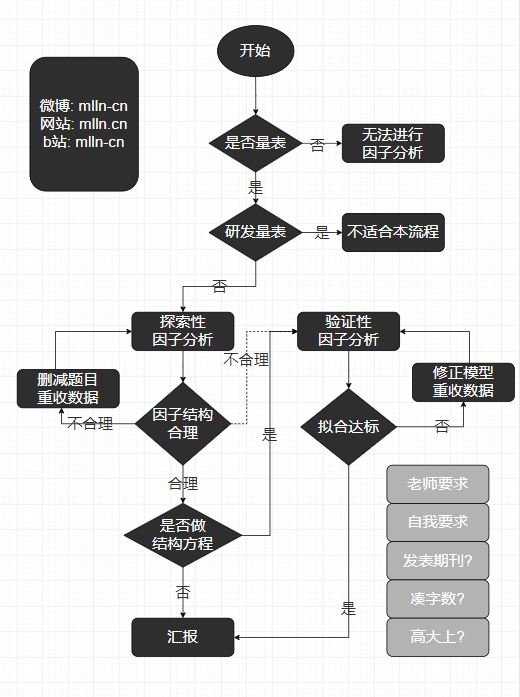 开始
微博: mlln-cn
网站: mlln.cn
b站: mlln-cn
是否量表
否
无法进行
因子分析
是
研发量表
是
不适合本流程
否
探索性
因子分析
验证性
因子分析
不合理
删减题目
重收数据
修正模型
重收数据
因子结构
合理
不合理
拟合达标
否
是
合理
老师要求
自我要求
是否做
结构方程
发表期刊?
否
凑字数?
是
汇报
高大上?